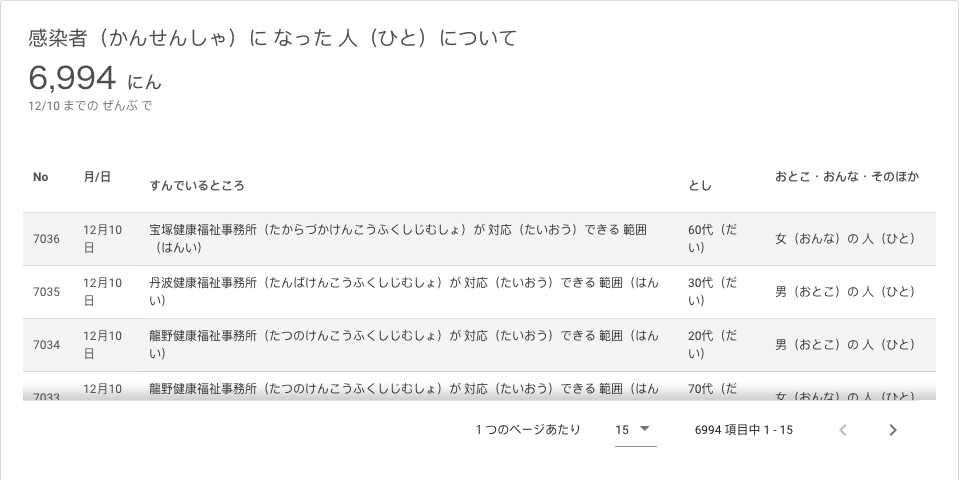 感染者（かんせんしゃ）に なった 人（ひと）について
6,994 にん
12/10 までの ぜんぶ で
No 月/日 すんでいるところ とし おとこ・おんな・そのほか
7036 12月10日 宝塚健康福祉事務所（たからづかけんこうふくしじむしょ）が 対応（たいおう）できる 範囲（はんい） 60代（だい） 女（おんな）の 人（ひと）
7035 12月10日 丹波健康福祉事務所（たんばけんこうふくしじむしょ）が 対応（たいおう）できる 範囲（はんい） 30代（だい） 男（おとこ）の 人（ひと）
7034 12月10日 龍野健康福祉事務所（たつのけんこうふくしじむしょ）が 対応（たいおう）できる 範囲（はんい） 20代（だい） 男（おとこ）の 人（ひと）
7033 12月10 龍野健康福祉事務所（たつのけんこうふくしじむしょ）が 対応（たいおう）できる 範囲（はん 70代（だ 女（おんな）の 人（ひと）
1 つのページあたり 15 6994 項目中 1 - 15